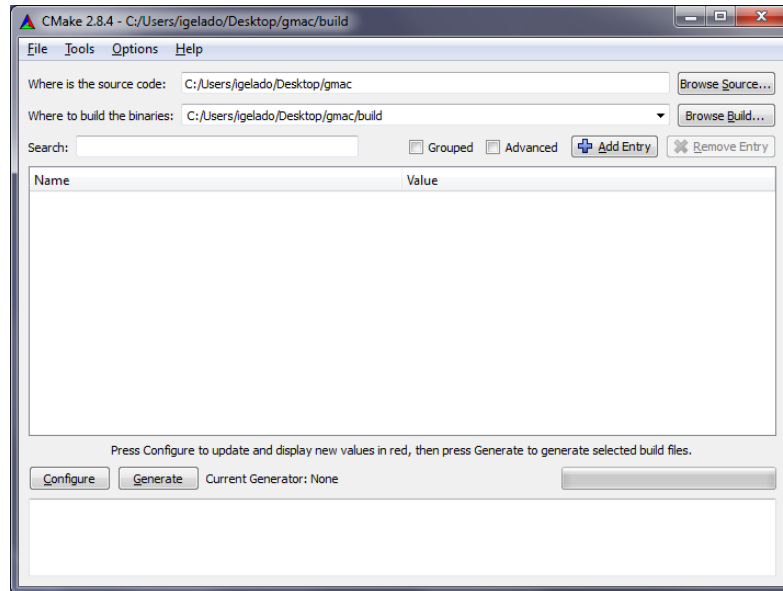 CMake 2.8.4 - C:/Users/igelado/Desktop/gmac/build
File Tools Options Help
Where is the source code: C:/Users/igelado/Desktop/gmac Browse Source...
Where to build the binaries: C:/Users/igelado/Desktop/gmac/build Browse Build...
Search: Grouped Advanced Add Entry Remove Entry
Name Value
Press Configure to update and display new values in red, then press Generate to generate selected build files.
Configure Generate Current Generator: None